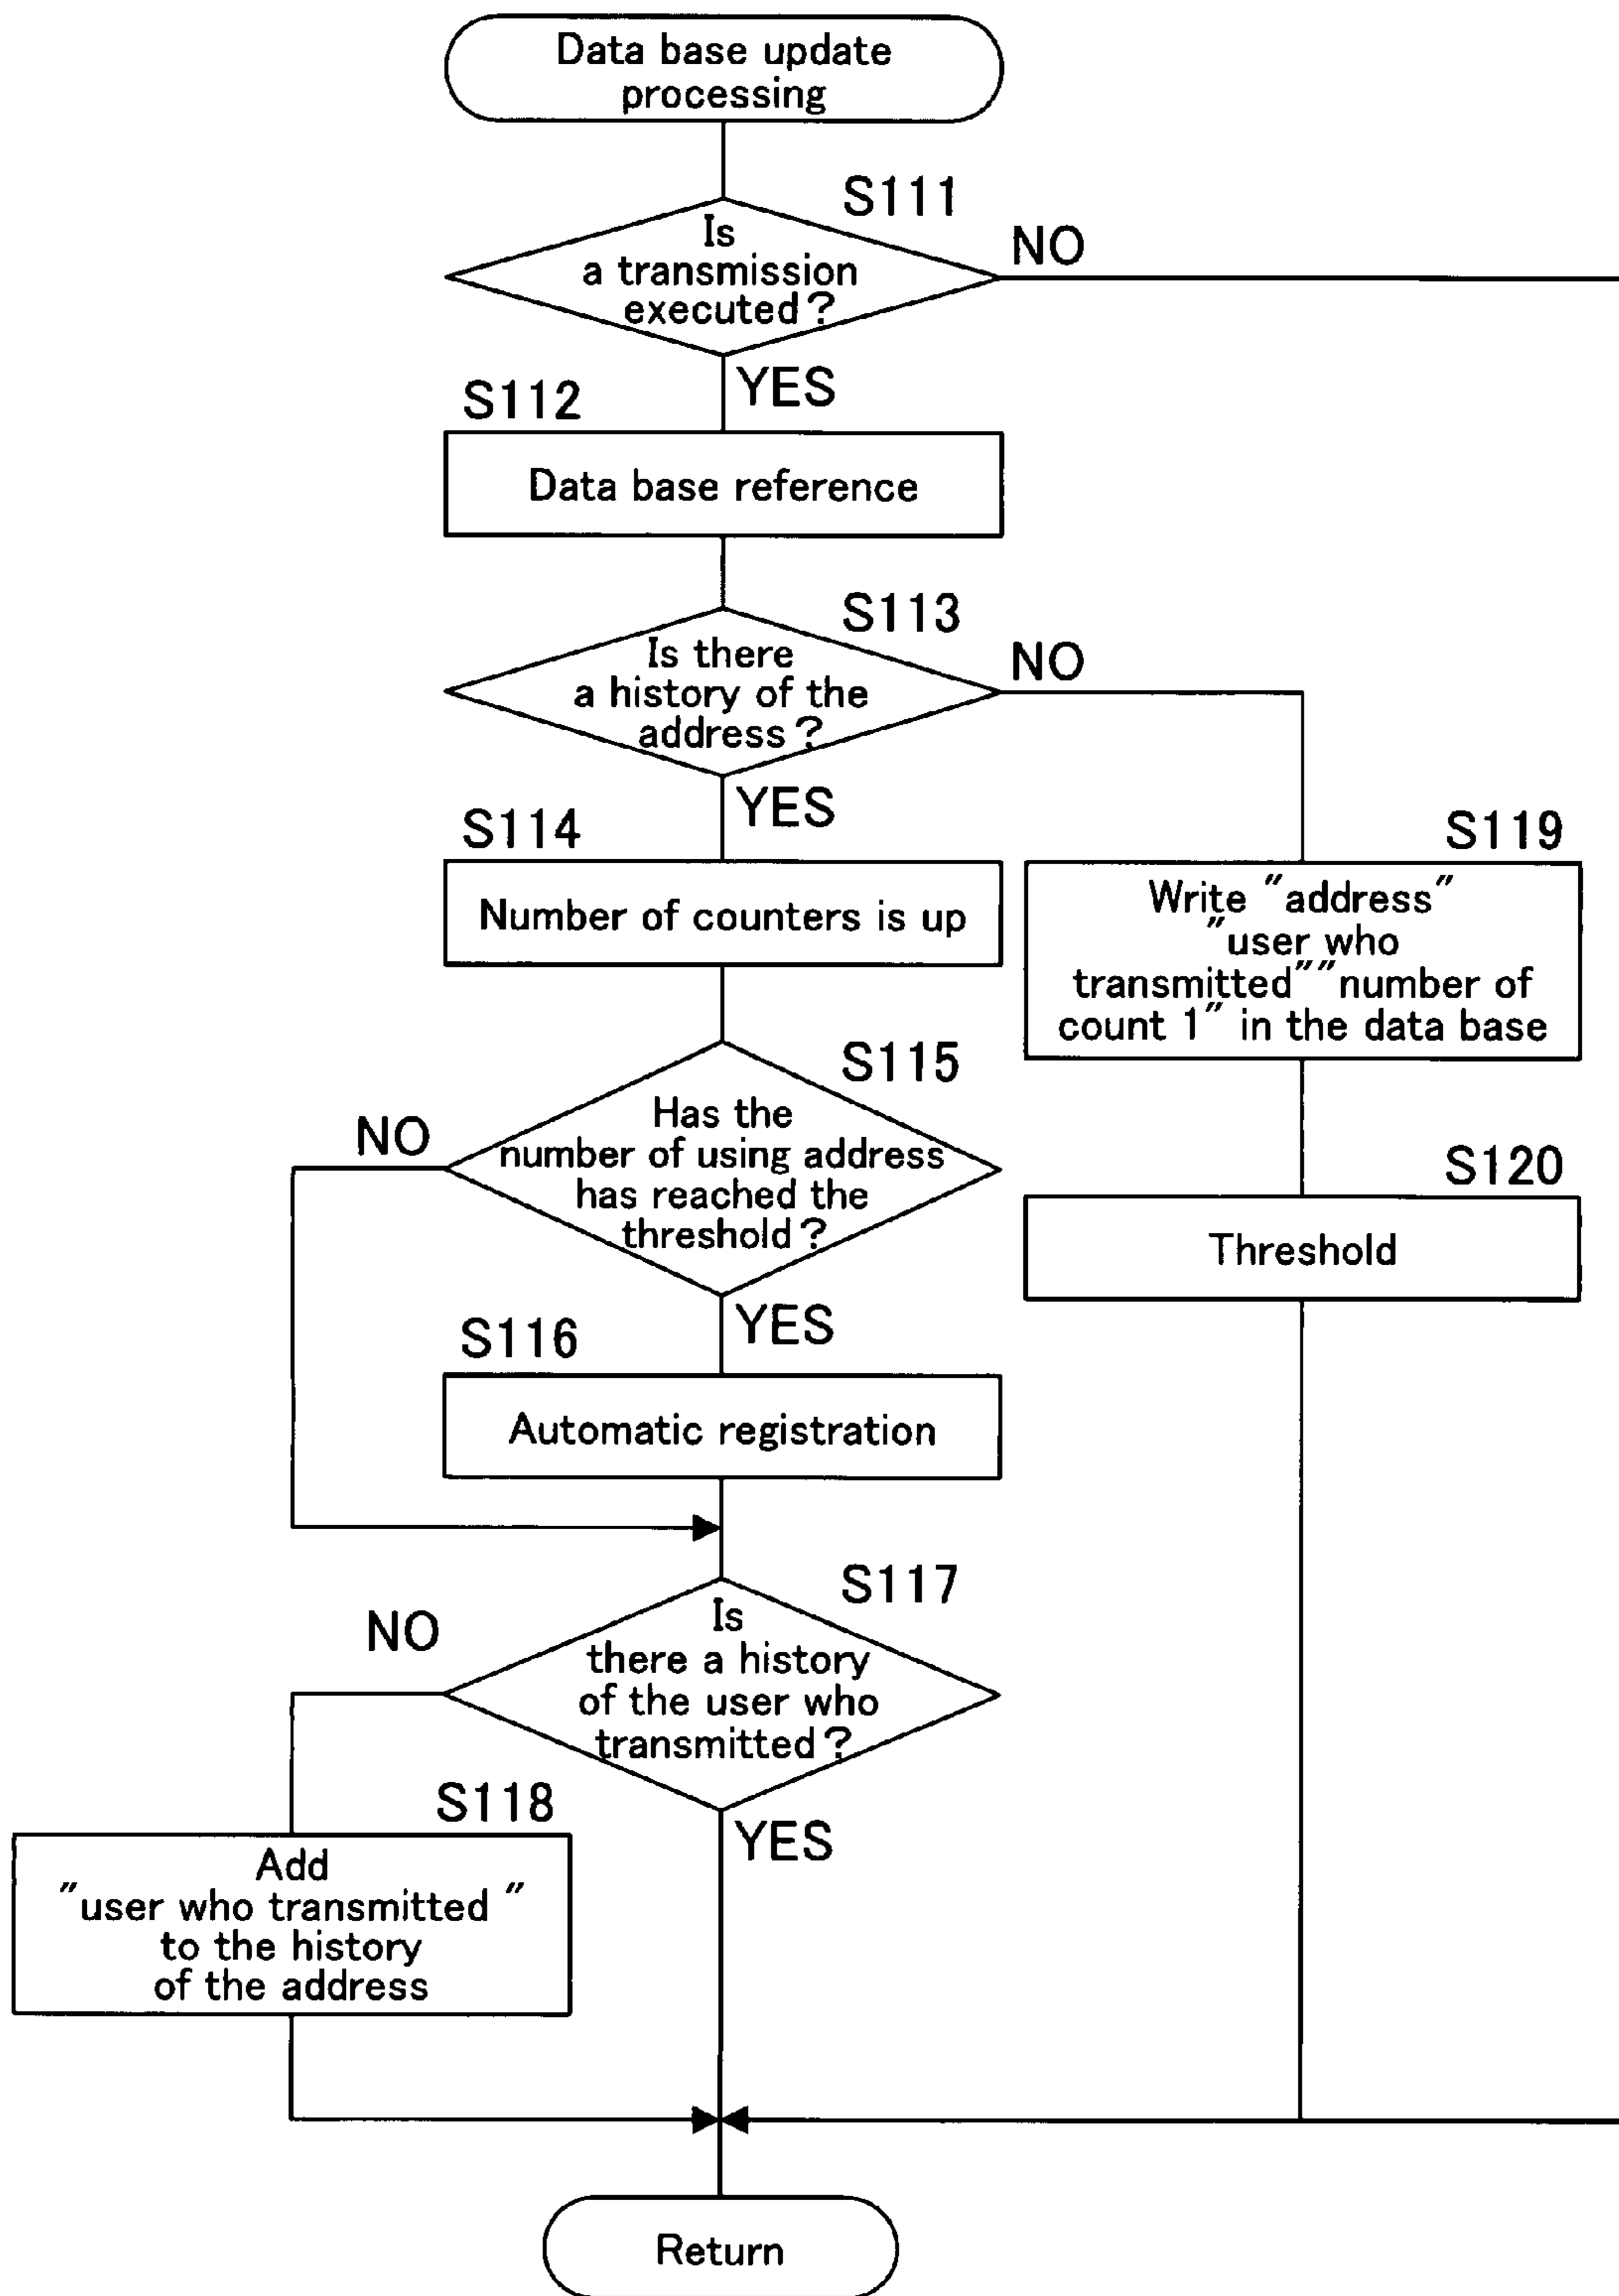 Data base update
processing
S111
Is
a transmission
executed?
NO
YES
S112
Data base reference
S113
Is there
a history of the
address?
NO
YES
S114
Number of counters is up
S119
Write "address"
"user who
transmitted""number of
count 1" in the data base
S115
Has the
number of using address
has reached the
threshold?
NO
YES
S120
Threshold
S116
Automatic registration
S117
Is
there a history
of the user who
transmitted?
NO
YES
S118
Add
"user who transmitted "
to the history
of the address
Return